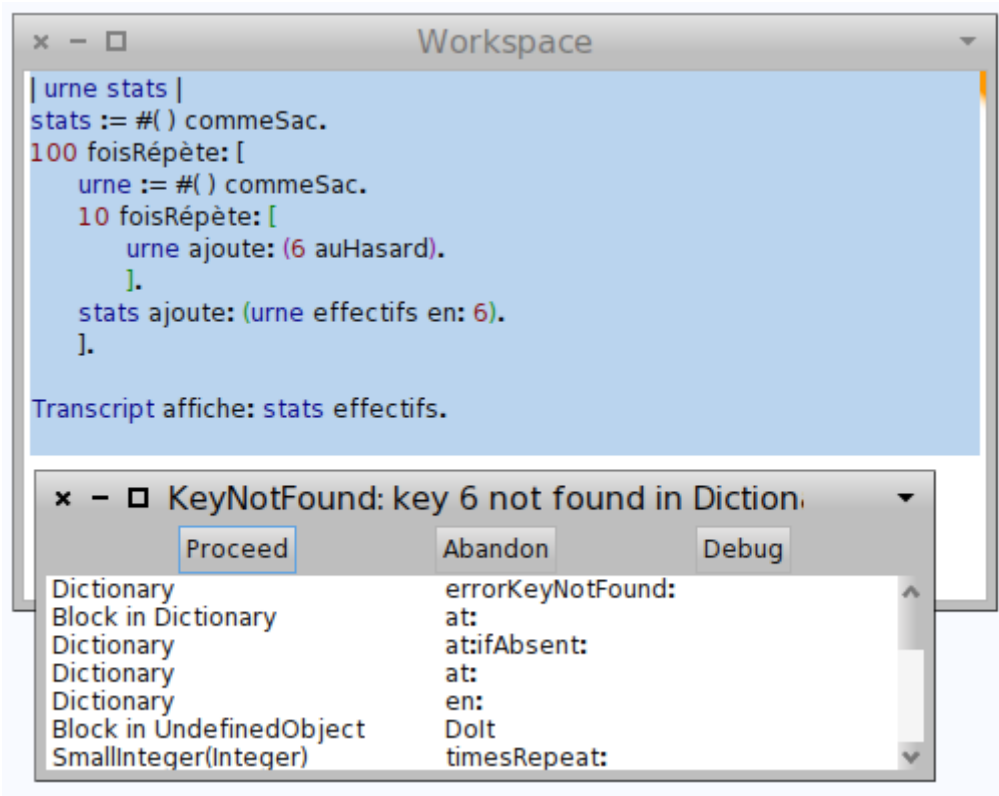 Workspace
| urne stats |
stats := #( ) commeSac.
100 foisRépète: [
urne := #( ) commeSac.
10 foisRépète: [
urne ajoute: (6 auHasard).
].
stats ajoute: (urne effectifs en: 6).
].
Transcript affiche: stats effectifs.
KeyNotFound: key 6 not found in Diction
Proceed Abandon Debug
Dictionary errorKeyNotFound:
Block in Dictionary at:
Dictionary at:ifAbsent:
Dictionary at:
Dictionary en:
Block in UndefinedObject DoIt
SmallInteger(Integer) timesRepeat: